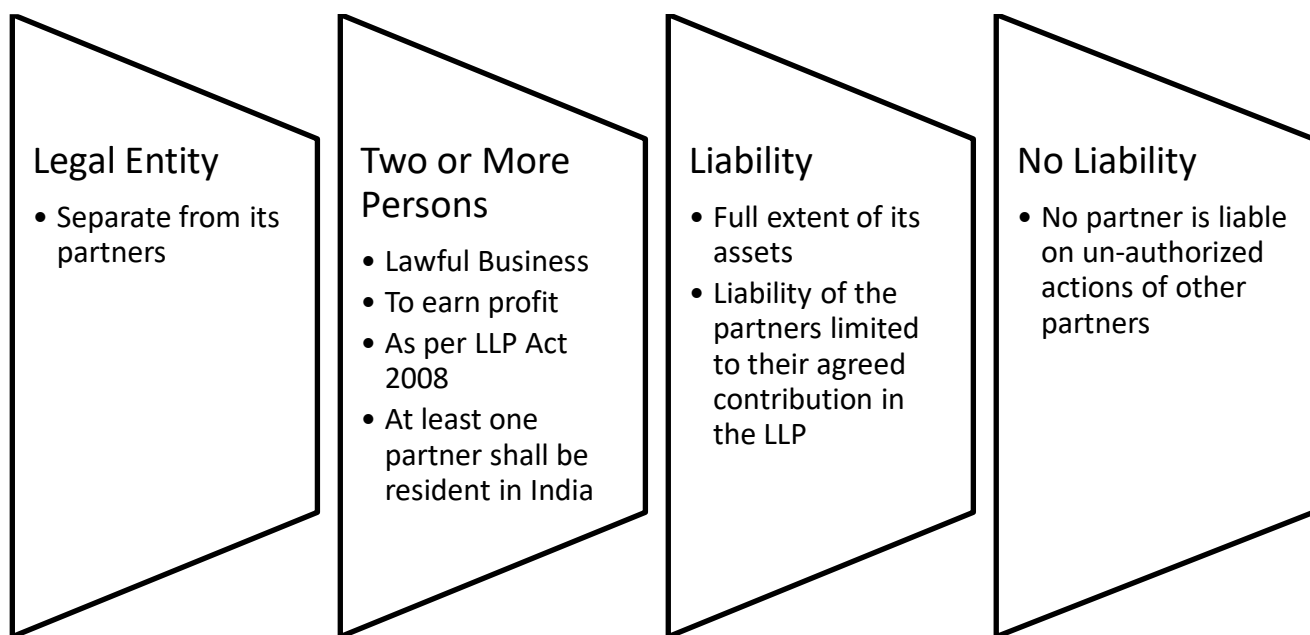 Legal Entity
• Separate from its
partners
Two or More
Persons
• Lawful Business
• To earn profit
• As per LLP Act
2008
• At least one
partner shall be
resident in India
Liability
• Full extent of its
assets
• Liability of the
partners limited
to their agreed
contribution in
the LLP
No Liability
• No partner is liable
on un-authorized
actions of other
partners